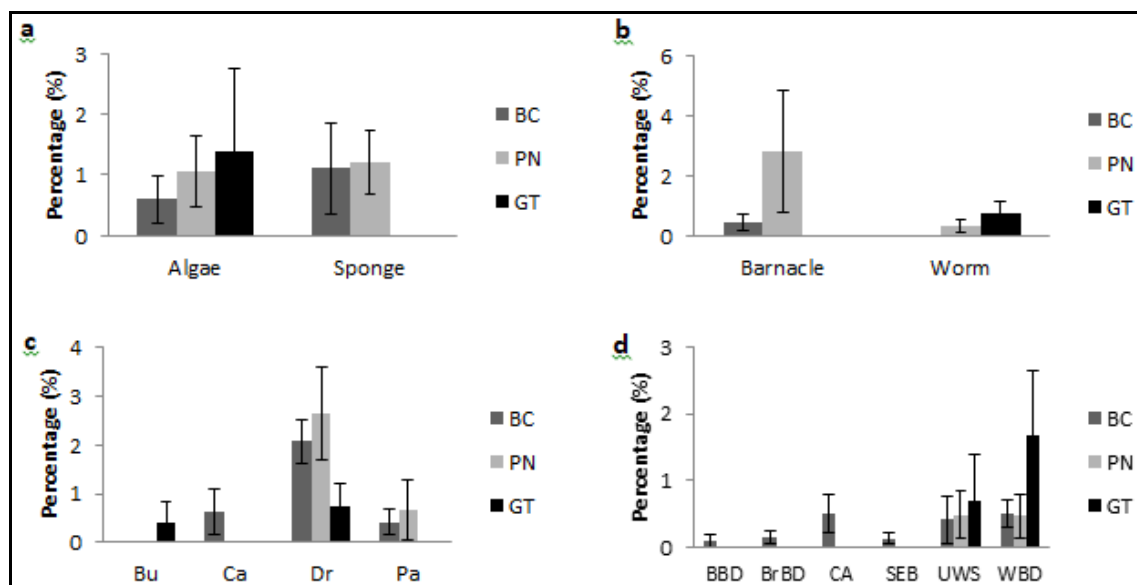 a
Percentage (%)
3
2
1
0
Algae Sponge
BC
PN
GT
b
Percentage (%)
6
4
2
0
Barnacle Worm
BC
PN
GT
c
Percentage (%)
4
3
2
1
0
Bu Ca Dr Pa
BC
PN
GT
d
Percentage (%)
3
2
1
0
BBD BrBD CA SEB UWS WBD
BC
PN
GT